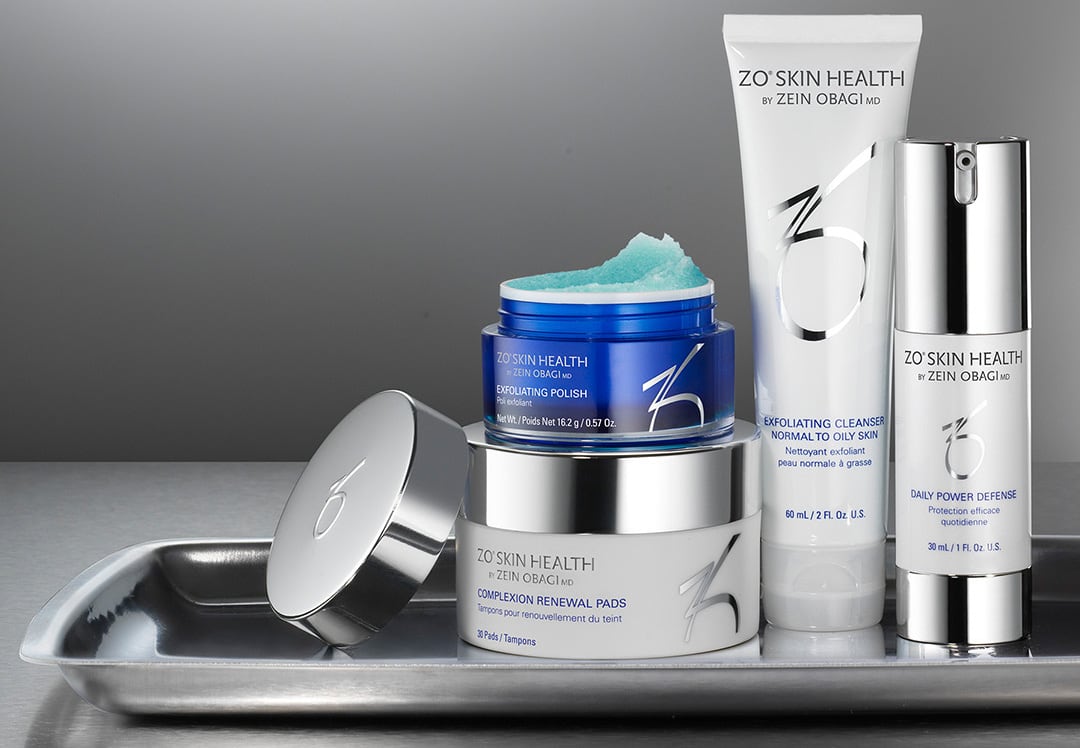 ZO® SKIN HEALTH
BY ZEIN OBAGI MD
EXFOLIATING POLISH
Poli exfoliant
Net Wt. / Poids Net 16.2 g / 0.57 Oz.
ZO® SKIN HEALTH
BY ZEIN OBAGI MD
COMPLEXION RENEWAL PADS
Tampons pour renouvellement du teint
30 Pads / Tampons
ZO® SKIN HEALTH
BY ZEIN OBAGI MD
EXFOLIATING CLEANSER
NORMAL TO OILY SKIN
Nettoyant exfoliant
peau normale à grasse
60 mL / 2 Fl. Oz. U.S.
ZO® SKIN HEALTH
BY ZEIN OBAGI MD
DAILY POWER DEFENSE
Protection efficace
quotidienne
30 mL / 1 Fl. Oz. U.S.